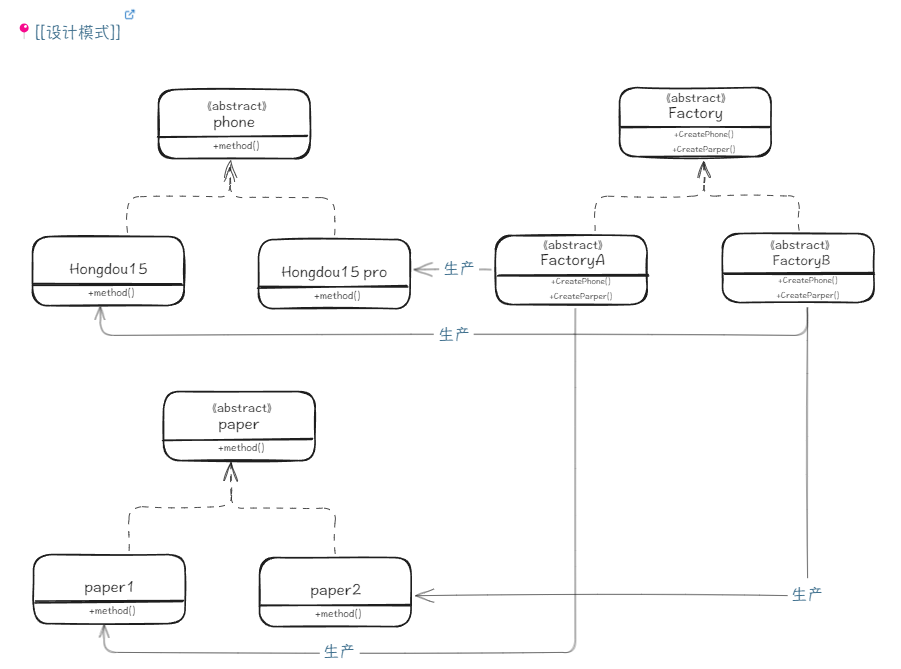 [[设计模式]]
《abstract》
phone
+method()
《abstract》
Factory
+CreatePhone()
+CreateParper()
Hongdou15
+method()
Hongdou15 pro
+method()
生产
《abstract》
FactoryA
+CreatePhone()
+CreateParper()
《abstract》
FactoryB
+CreatePhone()
+CreateParper()
生产
《abstract》
paper
+method()
paper1
+method()
paper2
+method()
生产
生产